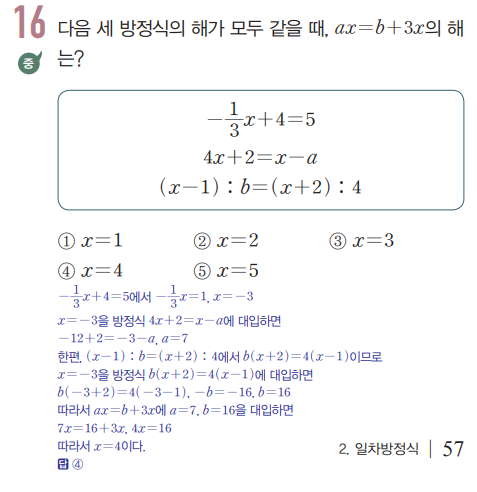 16 다음 세 방정식의 해가 모두 같을 때, ax=b+3x의 해
중 는?
-1/3x+4=5
4x+2=x-a
(x-1) : b=(x+2) : 4
① x=1 ② x=2 ③ x=3
④ x=4 ⑤ x=5
-1/3x+4=5에서 -1/3x=1, x=-3
x=-3을 방정식 4x+2=x-a에 대입하면
-12+2=-3-a, a=7
한편, (x-1) : b=(x+2) : 4에서 b(x+2)=4(x-1)이므로
x=-3을 방정식 b(x+2)=4(x-1)에 대입하면
b(-3+2)=4(-3-1), -b=-16, b=16
따라서 ax=b+3x에 a=7, b=16을 대입하면
7x=16+3x, 4x=16
따라서 x=4이다.
답 ④
2. 일차방정식 | 57